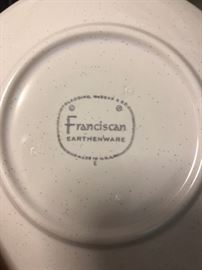 GLADDING, McBEAN & CO.
® ®
Franciscan
EARTHENWARE
MADE IN U.S.A.